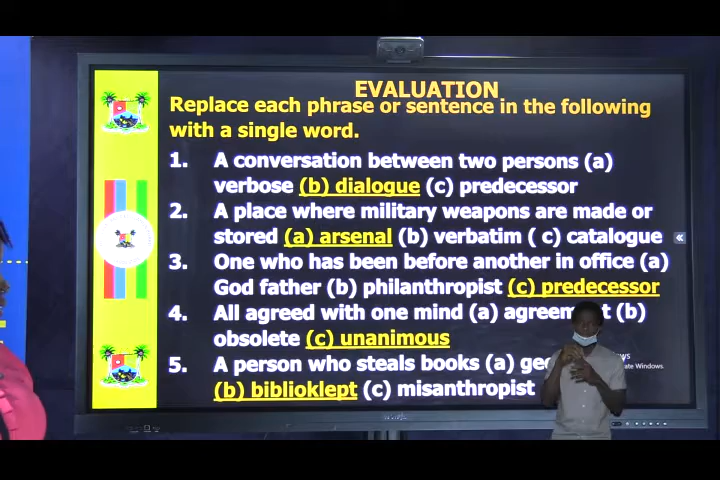 EVALUATION
Replace each phrase or sentence in the following
with a single word.
1. A conversation between two persons (a)
verbose (b) dialogue (c) predecessor
2. A place where military weapons are made or
stored (a) arsenal (b) verbatim ( c) catalogue
3. One who has been before another in office (a)
God father (b) philanthropist (c) predecessor
4. All agreed with one mind (a) (b)
obsolete (c) unanimous
5. A person who steals books (a)
(b) biblioklept (c) misanthropist
Windows.